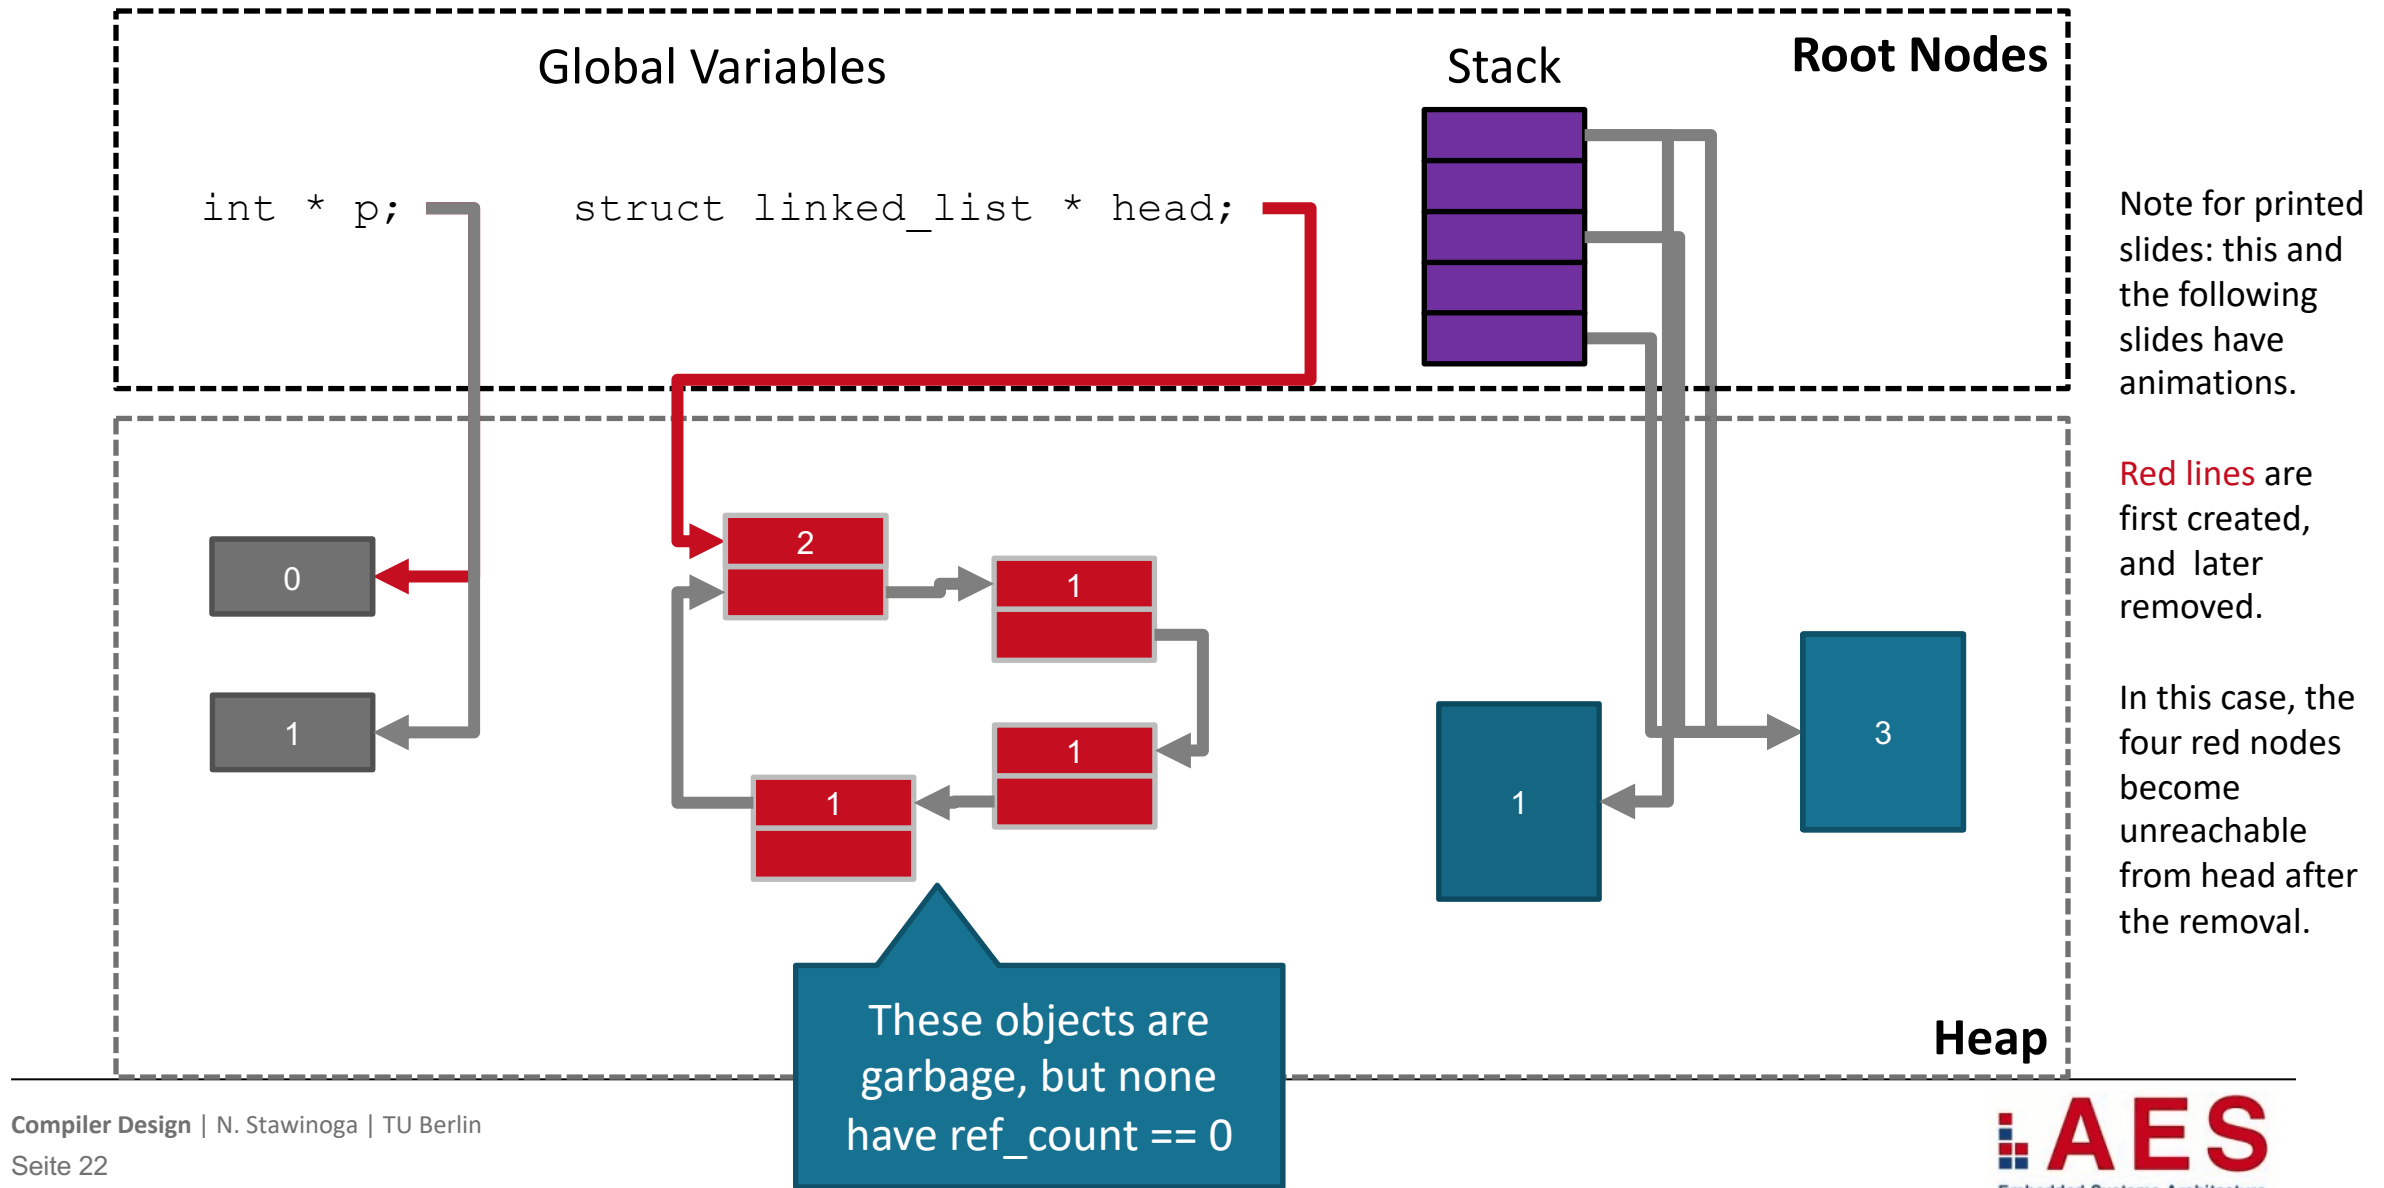 Global Variables
Stack
Root Nodes
int * p;
struct linked_list * head;
Note for printed
slides: this and
the following
slides have
animations.
Red lines are
first created,
and later
removed.
In this case, the
four red nodes
become
unreachable
from head after
the removal.
0
1
2
1
1
1
1
3
These objects are
garbage, but none
have ref_count == 0
Heap
Compiler Design | N. Stawinoga | TU Berlin
Seite 22
AES